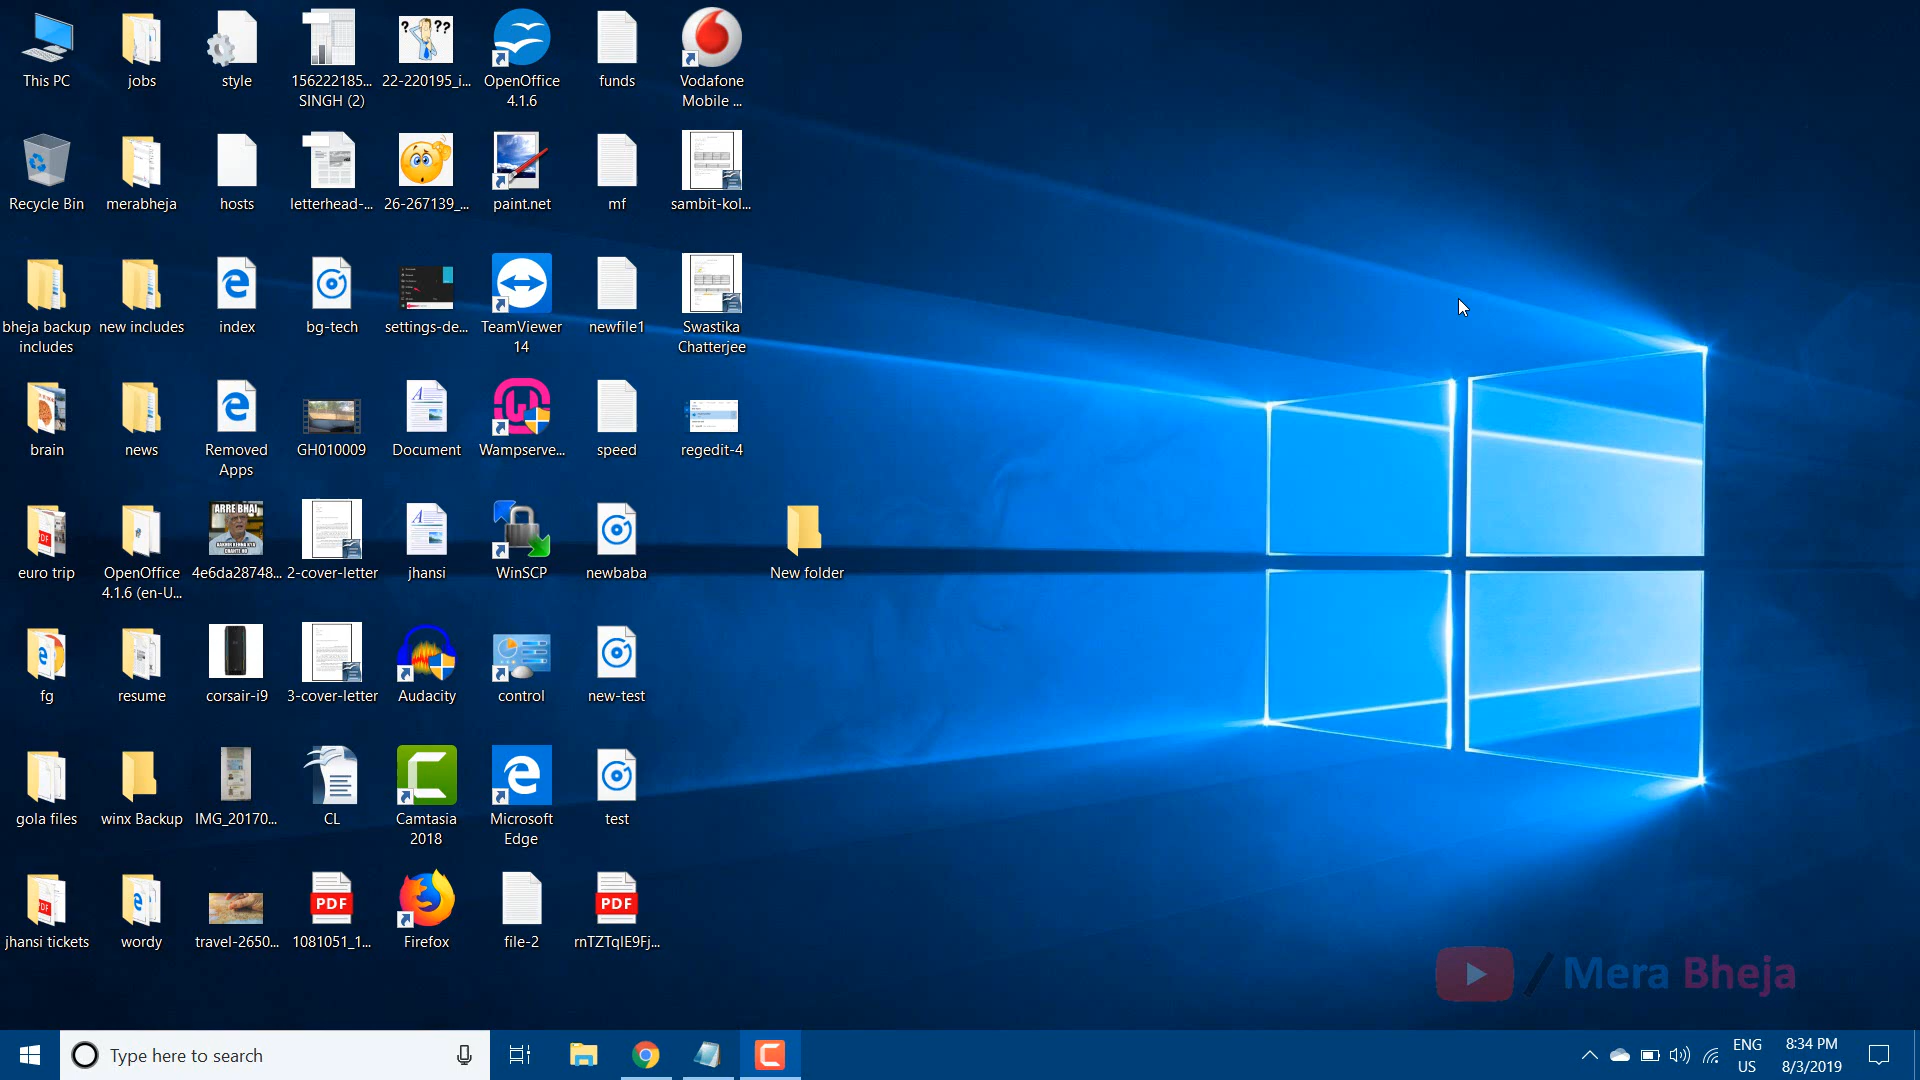 This PC
jobs
style
156222185...
SINGH (2)
22-220195_i...
OpenOffice
4.1.6
funds
Vodafone
Mobile ...
Recycle Bin
merabheja
hosts
letterhead-...
26-267139_...
paint.net
mf
sambit-kol...
bheja backup
includes
new includes
index
bg-tech
settings-de...
TeamViewer
14
newfile1
Swastika
Chatterjee
brain
news
Removed
Apps
GH010009
Document
Wampserve...
speed
regedit-4
ARRE BHAI
euro trip
OpenOffice
4.1.6 (en-U...
4e6da28748...
2-cover-letter
jhansi
WinSCP
newbaba
New folder
fg
resume
corsair-i9
3-cover-letter
Audacity
control
new-test
gola files
winx Backup
IMG_20170...
CL
Camtasia
2018
Microsoft
Edge
test
PDF
PDF
jhansi tickets
wordy
travel-2650...
1081051_1...
Firefox
file-2
rnTZTqIE9Fj...
/ Mera Bheja
Type here to search
ENG
US
8:34 PM
8/3/2019